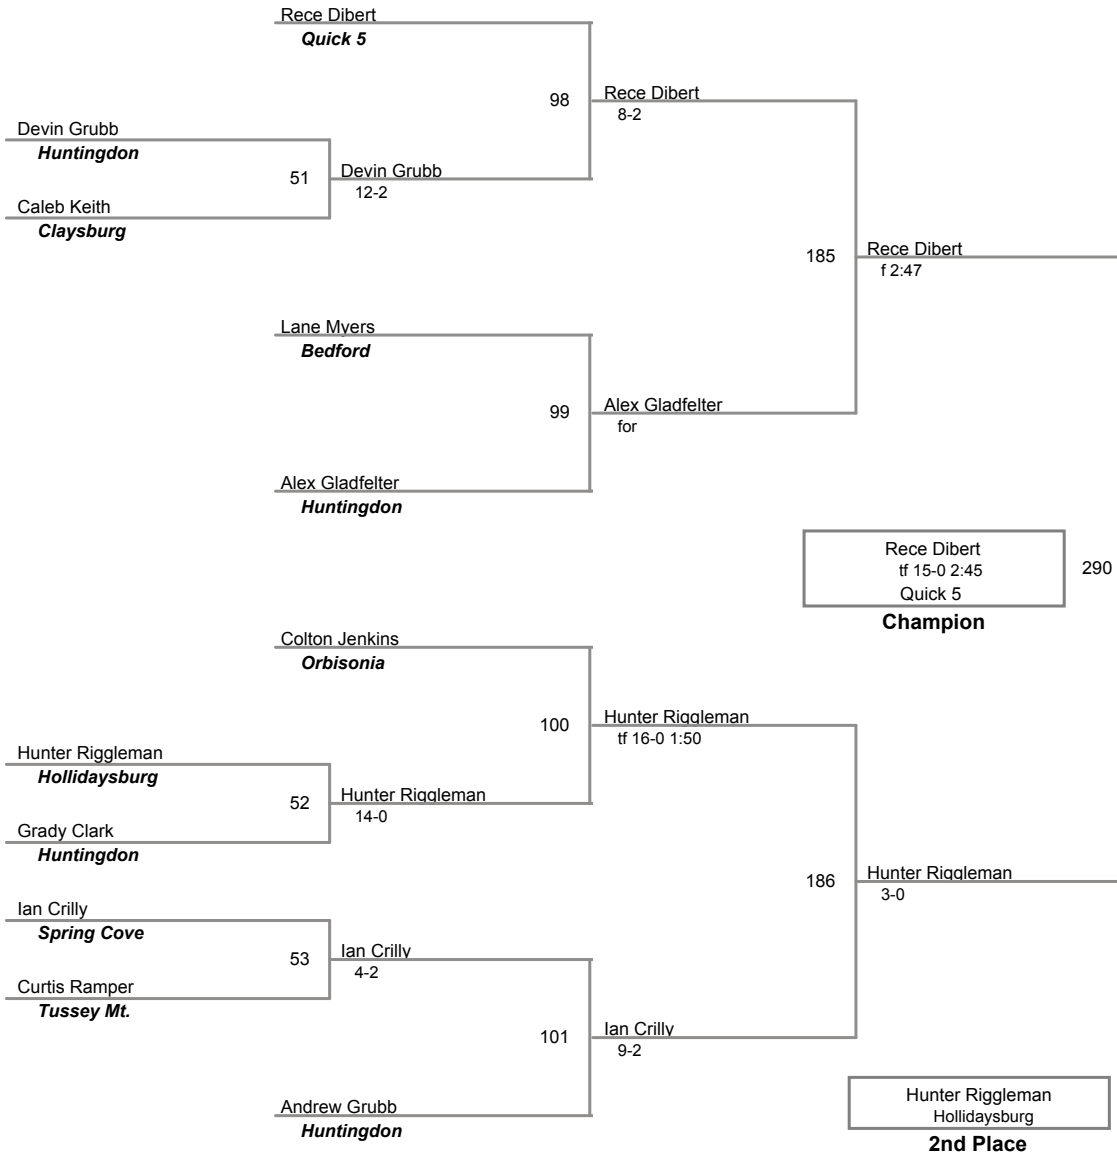 Rece Dibert
Quick 5
98
Rece Dibert
8-2
Devin Grubb
Huntingdon
51
Devin Grubb
12-2
Caleb Keith
Claysburg
185
Rece Dibert
f 2:47
Lane Myers
Bedford
99
Alex Gladfelter
for
Alex Gladfelter
Huntingdon
Rece Dibert
tf 15-0 2:45
Quick 5
290
Champion
Colton Jenkins
Orbisonia
100
Hunter Riggleman
tf 16-0 1:50
Hunter Riggleman
Hollidaysburg
52
Hunter Riggleman
14-0
Grady Clark
Huntingdon
186
Hunter Riggleman
3-0
Ian Crilly
Spring Cove
53
Ian Crilly
4-2
Curtis Ramper
Tussey Mt.
101
Ian Crilly
9-2
Andrew Grubb
Huntingdon
Hunter Riggleman
Hollidaysburg
2nd Place